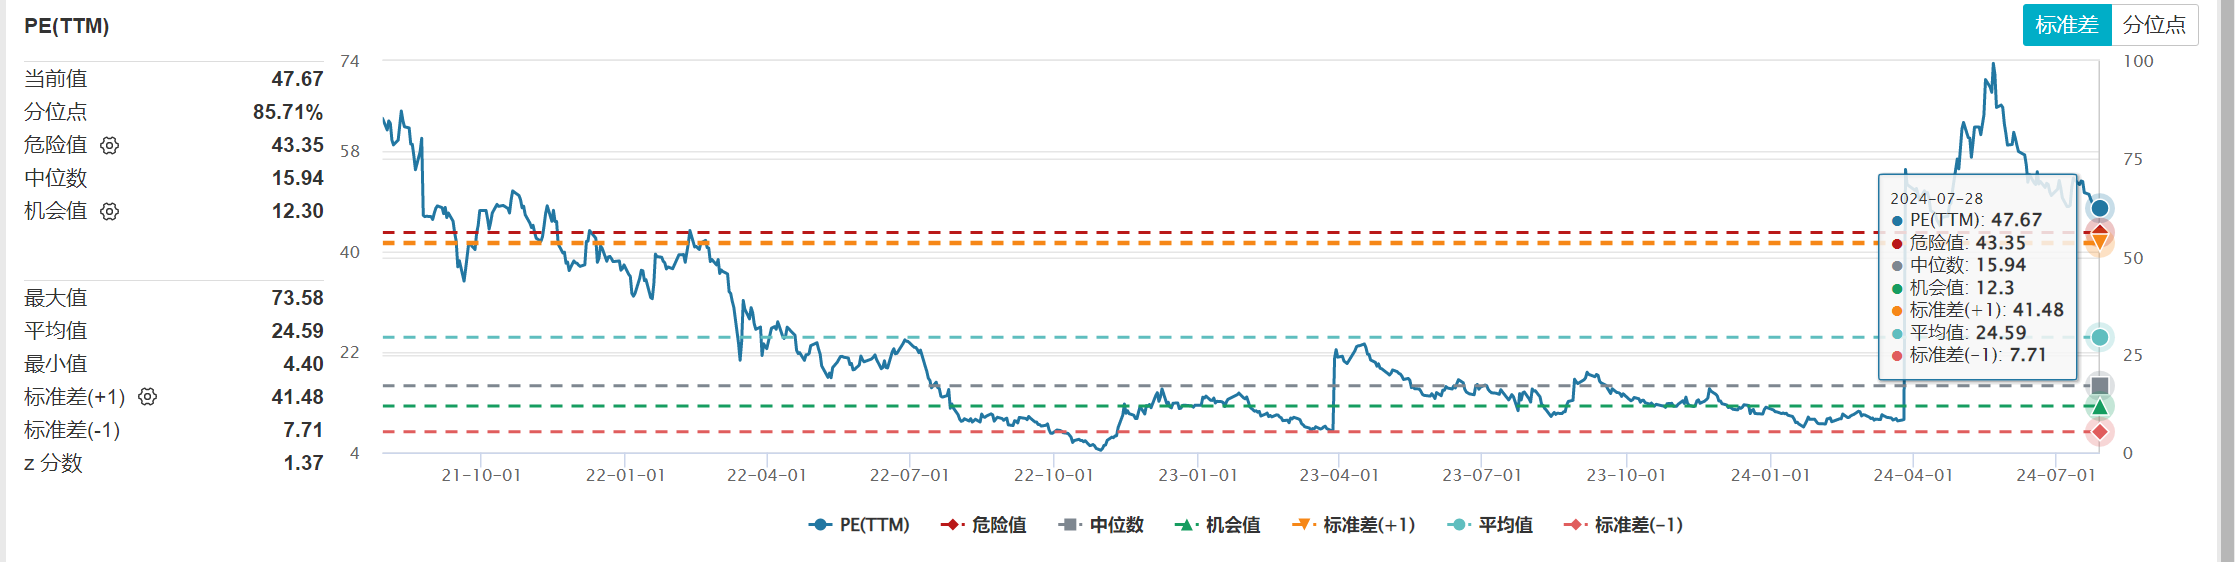 PE(TTM)
标准差 分位点
当前值 47.67
分位点 85.71%
危险值 43.35
中位数 15.94
机会值 12.30
最大值 73.58
平均值 24.59
最小值 4.40
标准差(+1) 41.48
标准差(-1) 7.71
z 分数 1.37
74
58
40
22
4
100
75
50
25
0
2024-07-28
PE(TTM): 47.67
危险值: 43.35
中位数: 15.94
机会值: 12.3
标准差(+1): 41.48
平均值: 24.59
标准差(-1): 7.71
21-10-01 22-01-01 22-04-01 22-07-01 22-10-01 23-01-01 23-04-01 23-07-01 23-10-01 24-01-01 24-04-01 24-07-01
PE(TTM) 危险值 中位数 机会值 标准差(+1) 平均值 标准差(-1)